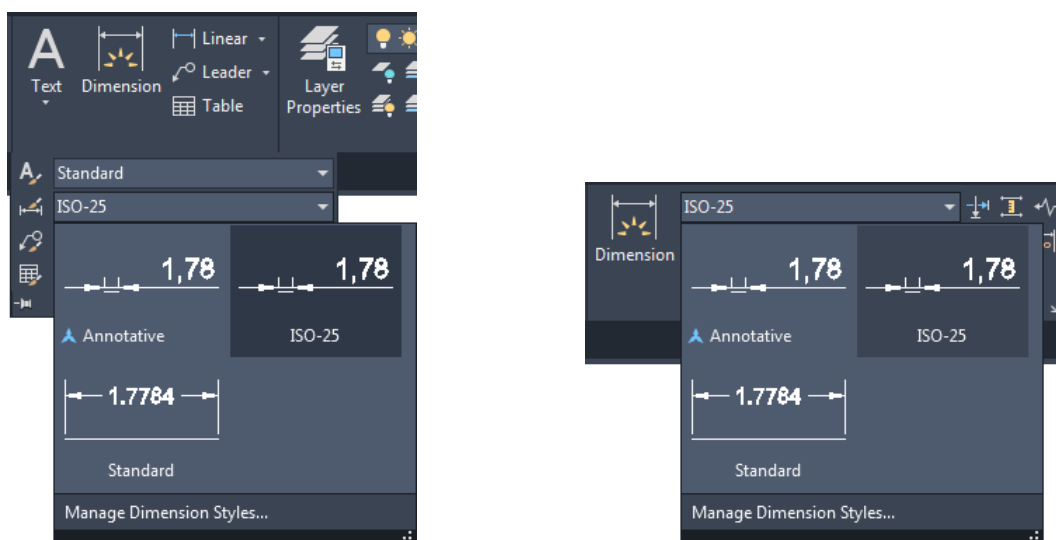 A
Text
Dimension
Linear
Leader
Table
Layer
Properties
A
Standard
ISO-25
1,78
1,78
Annotative
ISO-25
1.7784
Standard
Manage Dimension Styles...
Dimension
ISO-25
1,78
1,78
Annotative
ISO-25
1.7784
Standard
Manage Dimension Styles...